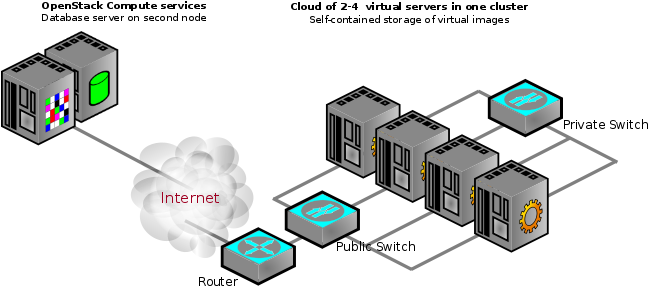 OpenStack Compute services
Database server on second node
Cloud of 2-4 virtual servers in one cluster
Self-contained storage of virtual images
Private Switch
Internet
Public Switch
Router